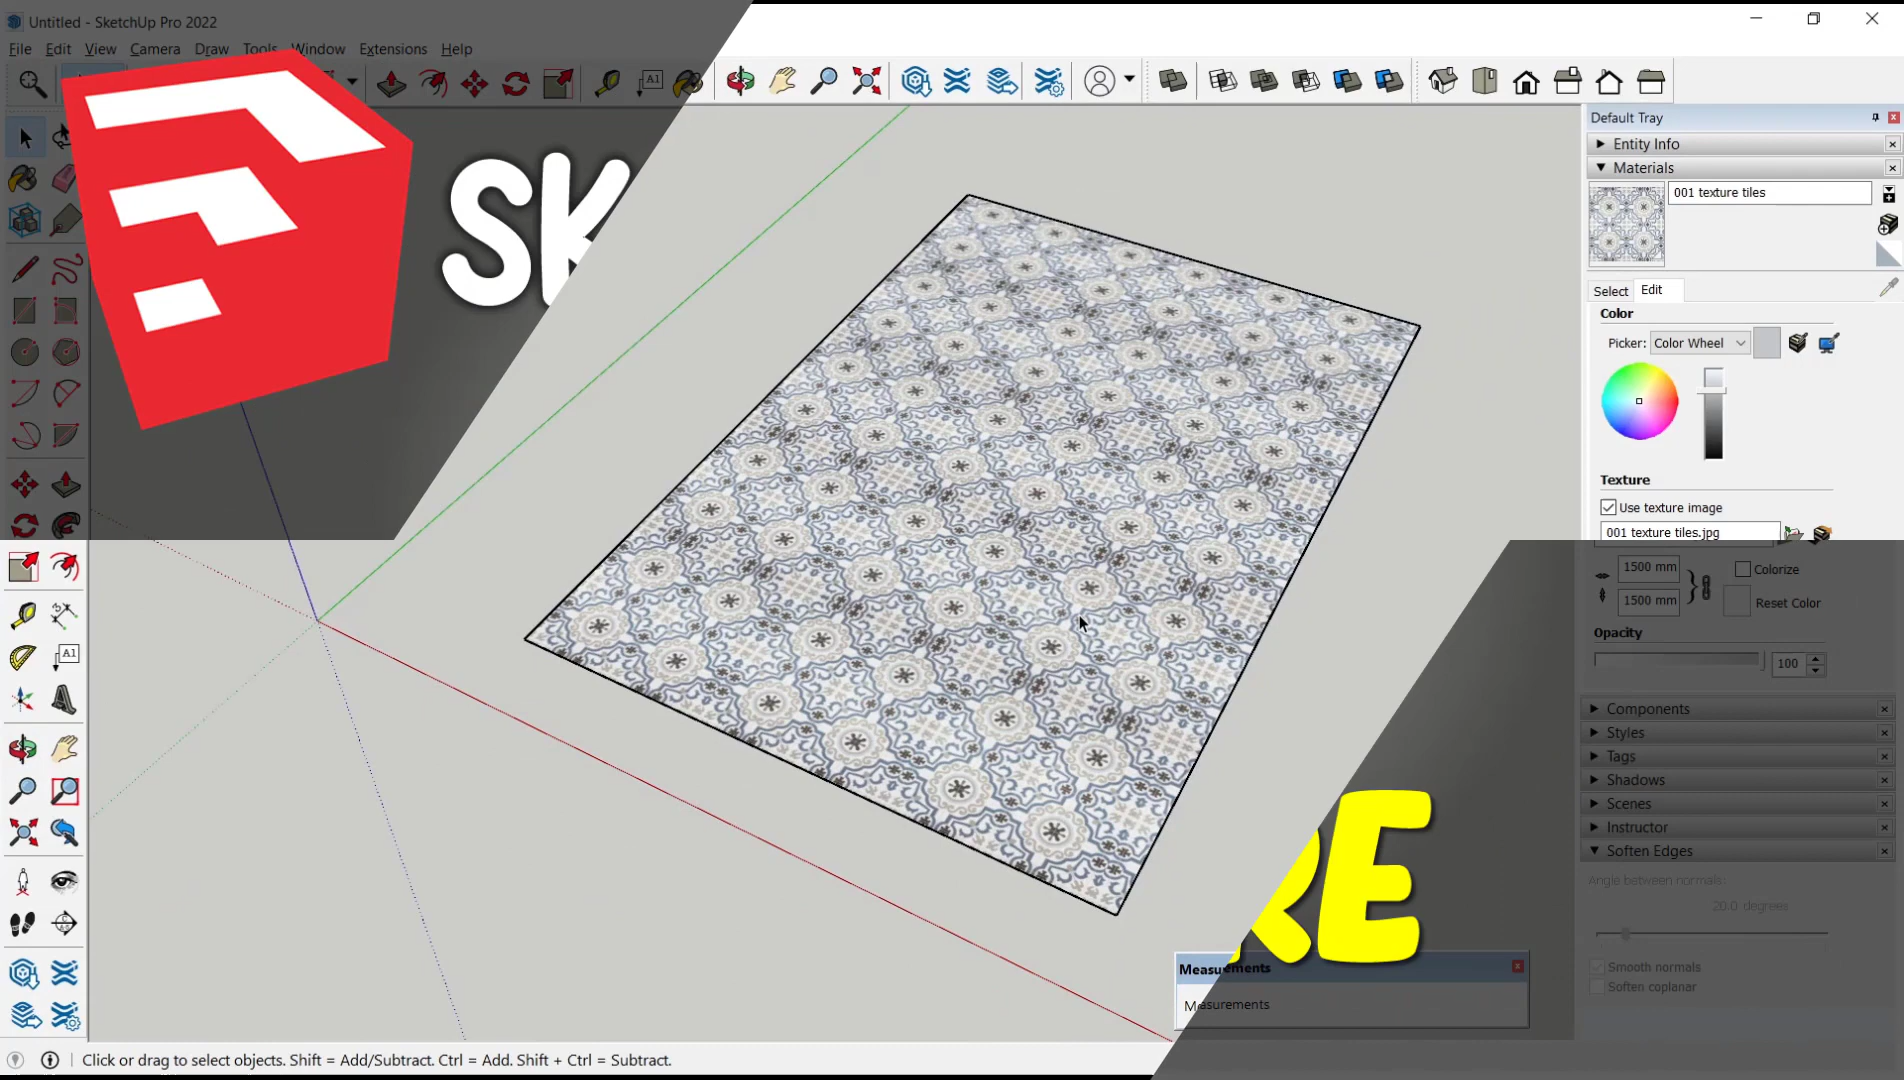 Untitled - SketchUp Pro 2022
File Edit View Camera Draw Tools Window Extensions Help
A1
SK
Default Tray
Entity Info
Materials
001 texture tiles
Select Edit
Color
Picker: Color Wheel
Texture
Use texture image
001 texture tiles.jpg
1500 mm
Colorize
1500 mm
Reset Color
Opacity
100
A1
Components
Styles
Tags
Shadows
Scenes
Instructor
Soften Edges
Angle between normals:
20.0 degrees
Smooth normals
Soften coplanar
RE
Measurements
Measurements
Click or drag to select objects. Shift = Add/Subtract. Ctrl = Add. Shift + Ctrl = Subtract.